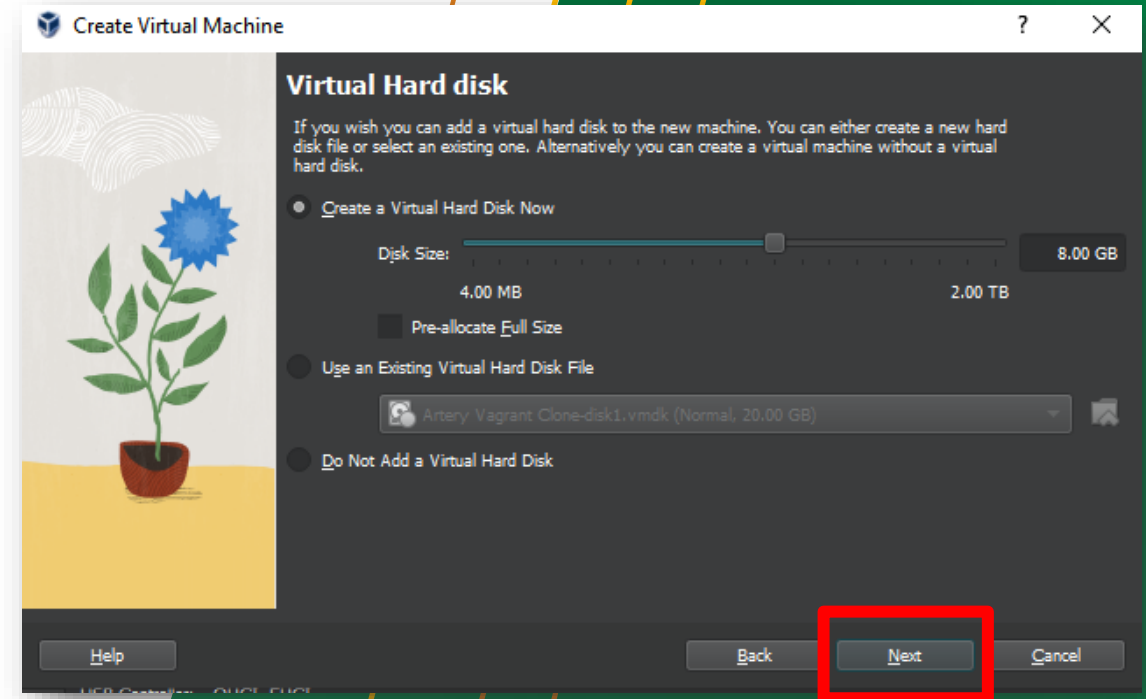 Create Virtual Machine
?
Virtual Hard disk
If you wish you can add a virtual hard disk to the new machine. You can either create a new hard
disk file or select an existing one. Alternatively you can create a virtual machine without a virtual
hard disk.
Create a Virtual Hard Disk Now
Disk Size:
8.00 GB
4.00 MB
2.00 TB
Pre-allocate Full Size
Use an Existing Virtual Hard Disk File
Artery Vagrant Clone-disk1.vmdk (Normal, 20.00 GB)
Do Not Add a Virtual Hard Disk
Help
Back
Next
Cancel